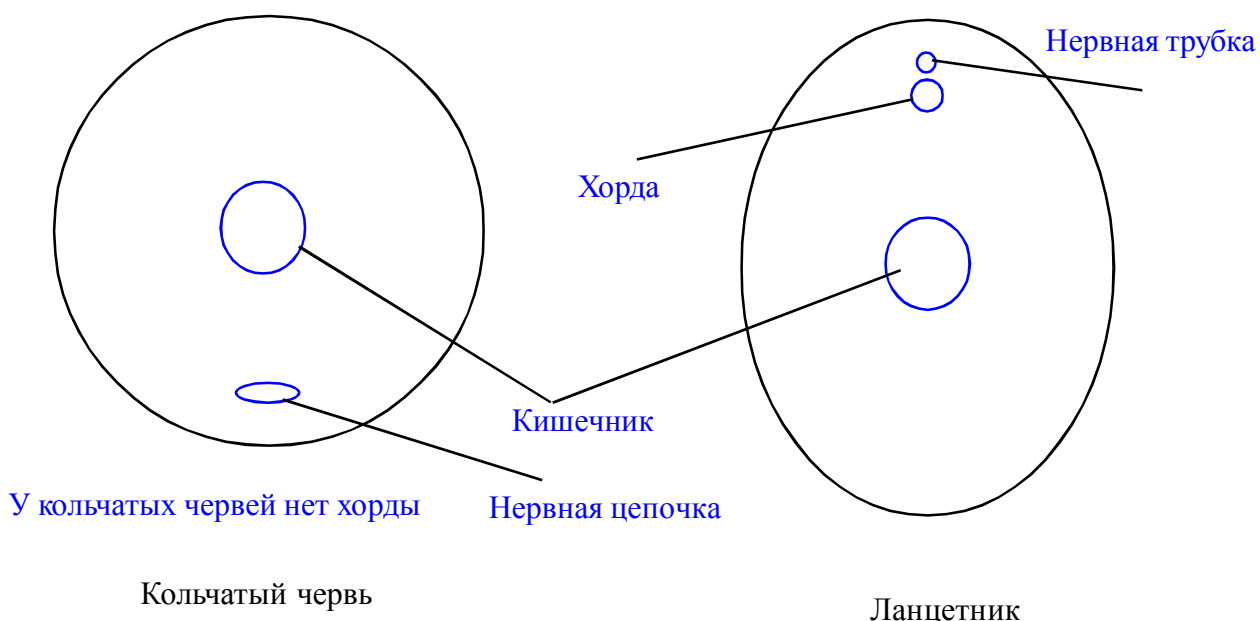 Нервная трубка
Хорда
Кишечник
У кольчатых червей нет хорды
Нервная цепочка
Кольчатый червь
Ланцетник